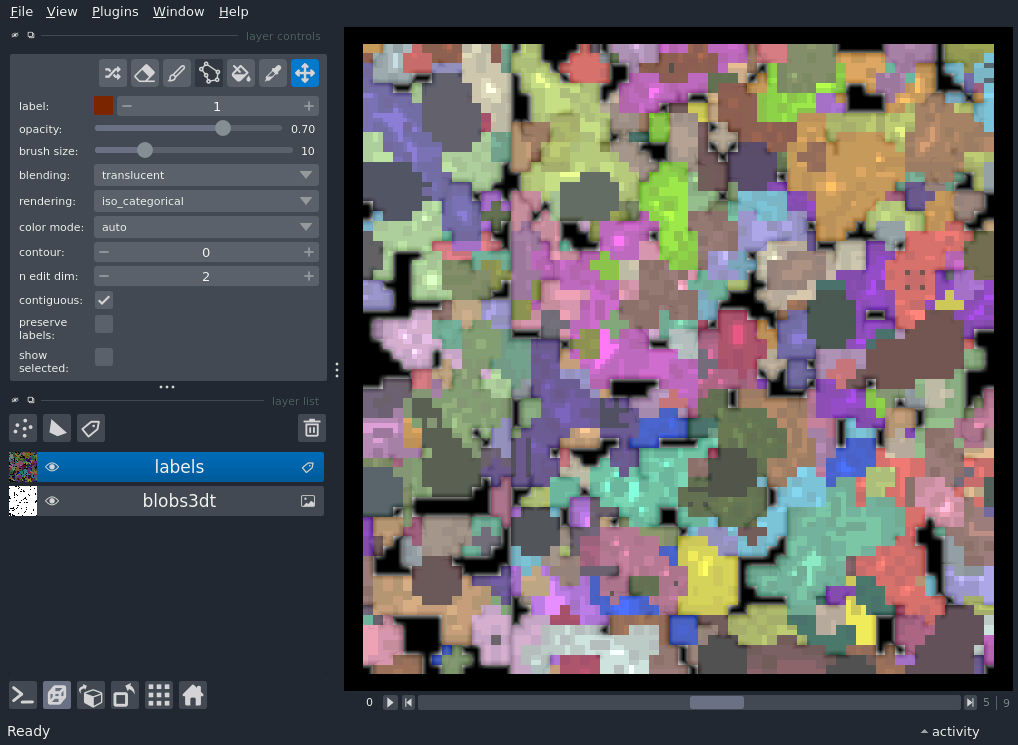 File View Plugins Window Help
layer controls
label: 1
opacity: 0.70
brush size: 10
blending: translucent
rendering: iso_categorical
color mode: auto
contour: 0
n edit dim: 2
contiguous:
preserve
labels:
show
selected:
layer list
labels
blobs3dt
0 5 9
Ready activity